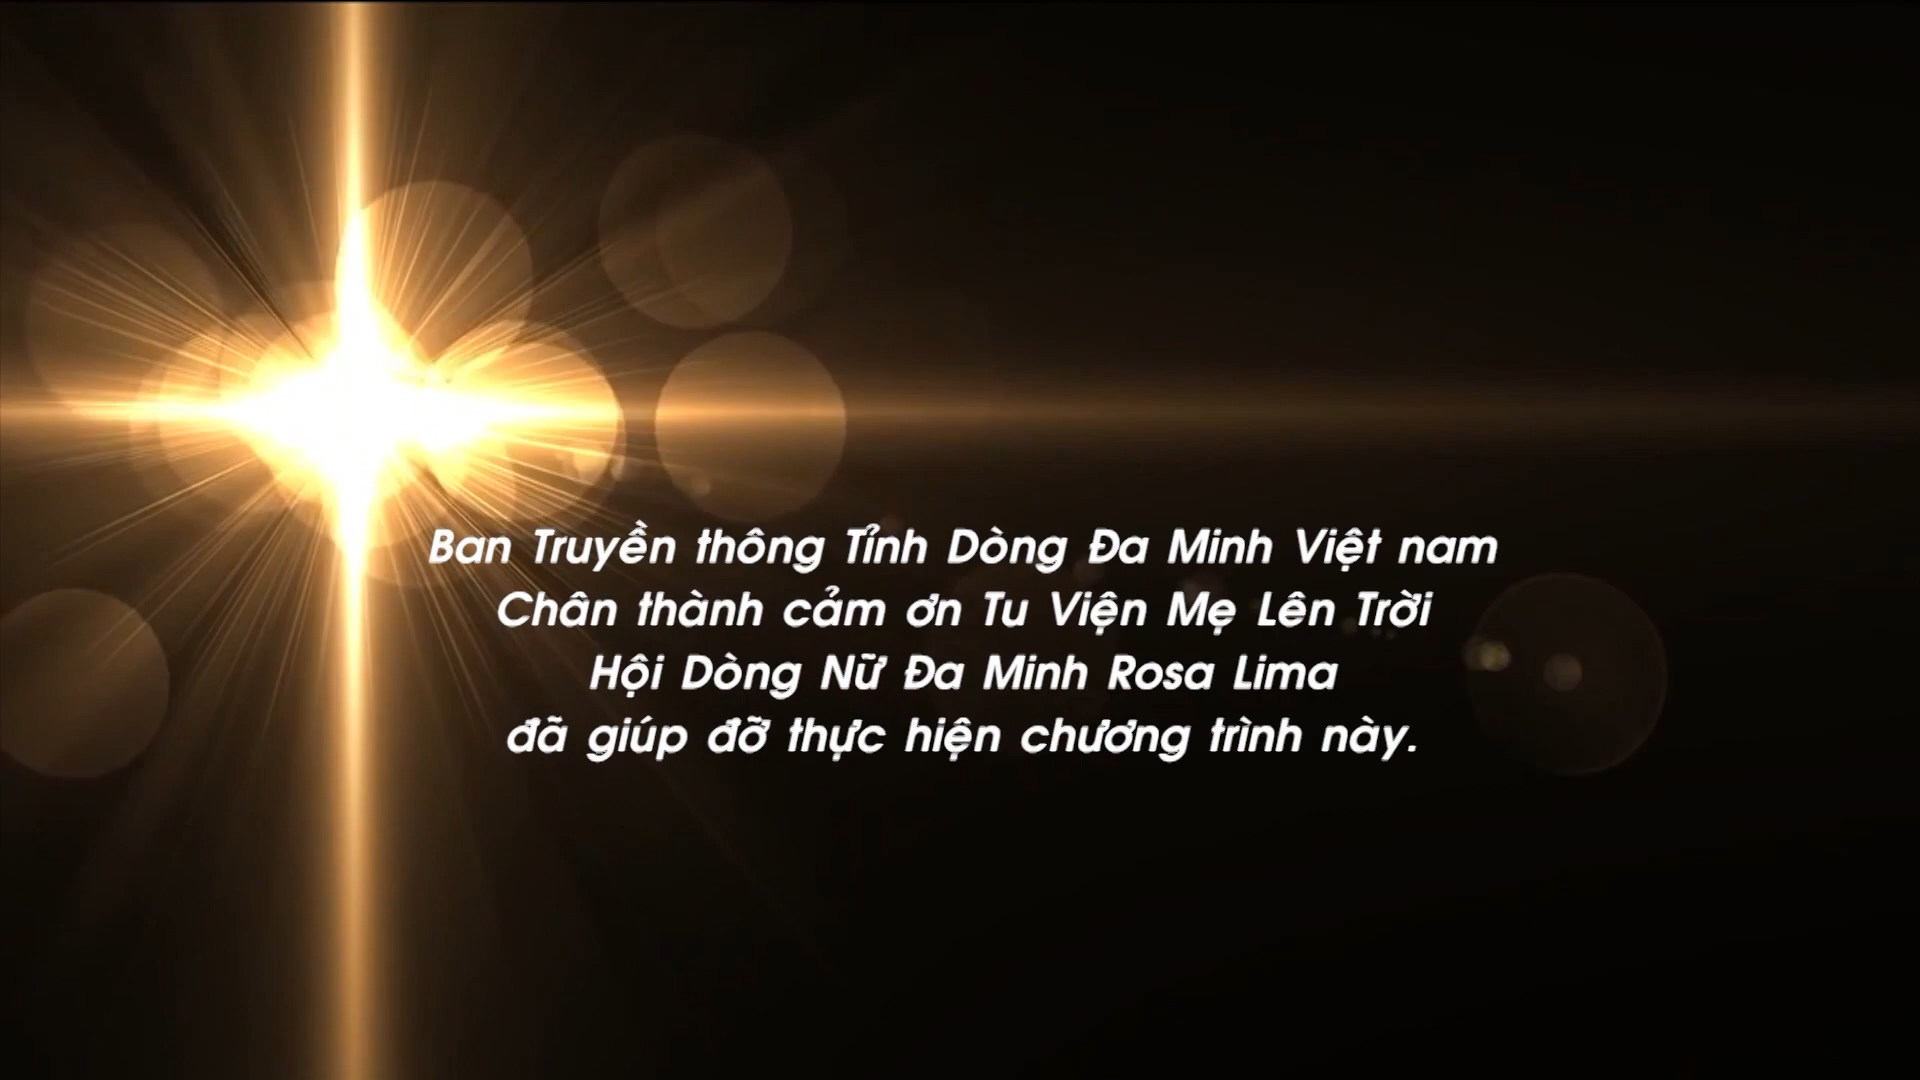 Ban Truyền thông Tỉnh Dòng Đa Minh Việt nam
Chân thành cảm ơn Tu Viện Mẹ Lên Trời
Hội Dòng Nữ Đa Minh Rosa Lima
đã giúp đỡ thực hiện chương trình này.